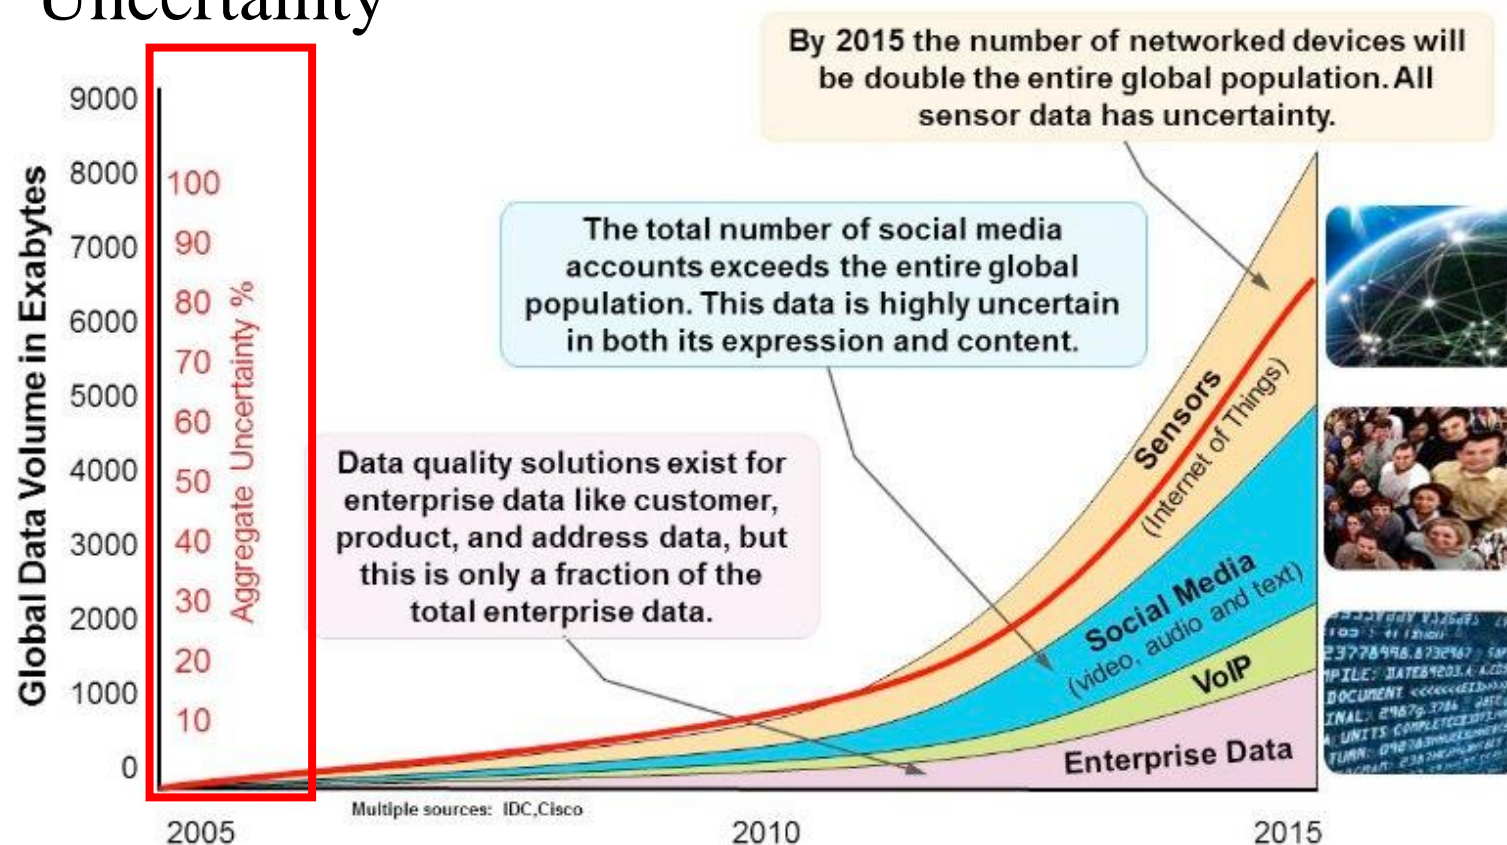 Uncertainty
By 2015 the number of networked devices will
be double the entire global population. All
sensor data has uncertainty.
The total number of social media
accounts exceeds the entire global
population. This data is highly uncertain
in both its expression and content.
Data quality solutions exist for
enterprise data like customer,
product, and address data, but
this is only a fraction of the
total enterprise data.
Global Data Volume in Exabytes
9000
8000
7000
6000
5000
4000
3000
2000
1000
0
Aggregate Uncertainty %
100
90
80
70
60
50
40
30
20
10
Sensors
(Internet of Things)
Social Media
(video, audio and text)
VoIP
Enterprise Data
Multiple sources: IDC,Cisco
2005
2010
2015
DOCUMENT